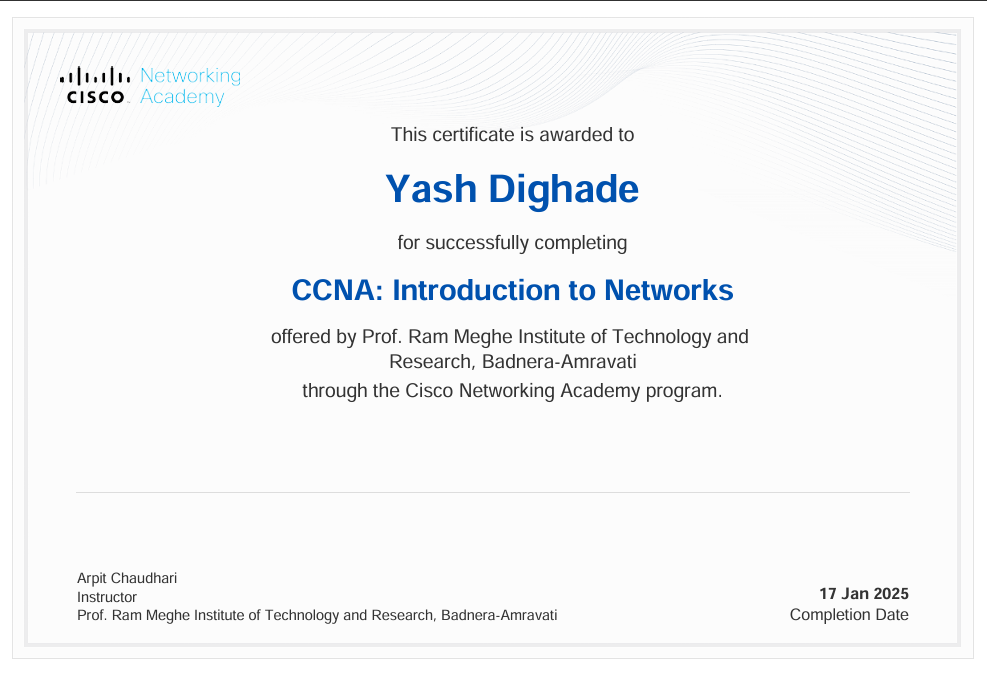 Networking
CISCO Academy
This certificate is awarded to
Yash Dighade
for successfully completing
CCNA: Introduction to Networks
offered by Prof. Ram Meghe Institute of Technology and
Research, Badnera-Amravati
through the Cisco Networking Academy program.
Arpit Chaudhari
Instructor
Prof. Ram Meghe Institute of Technology and Research, Badnera-Amravati
17 Jan 2025
Completion Date